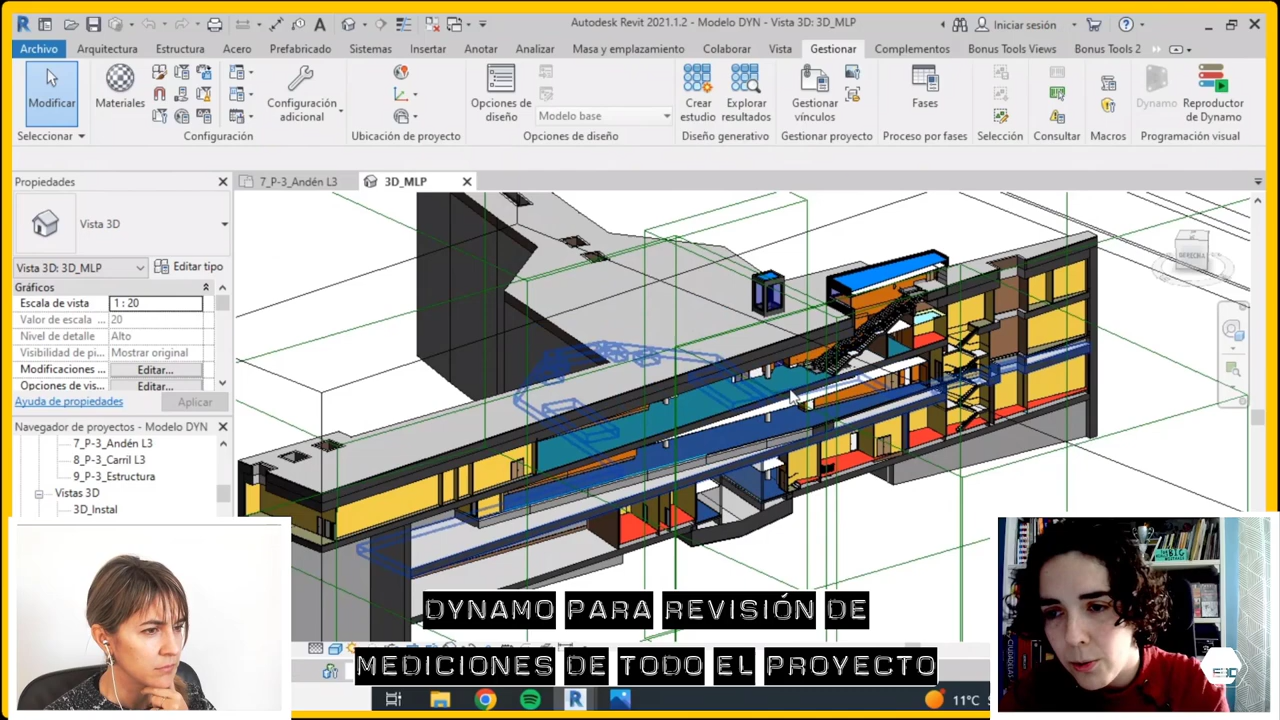 Autodesk Revit 2021.1.2 - Modelo DYN - Vista 3D: 3D_MLP
Iniciar sesión
Archivo Arquitectura Estructura Acero Prefabricado Sistemas Insertar Anotar Analizar Masa y emplazamiento Colaborar Vista Gestionar Complementos Bonus Tools Views Bonus Tools 2
Modificar
Materiales
Configuración adicional
Opciones de diseño
Modelo base
Crear estudio
Explorar resultados
Gestionar vínculos
Fases
Dynamo
Reproductor de Dynamo
Seleccionar
Configuración
Ubicación de proyecto
Opciones de diseño
Diseño generativo
Gestionar proyecto
Proceso por fases
Selección
Consultar
Macros
Programación visual
Propiedades
7_P-3_Andén L3
3D_MLP
Vista 3D
Vista 3D: 3D_MLP
Editar tipo
Gráficos
Escala de vista 1 : 20
Valor de escala ... 20
Nivel de detalle Alto
Visibilidad de pi... Mostrar original
Modificaciones ... Editar...
Opciones de vis... Editar...
Ayuda de propiedades
Aplicar
Navegador de proyectos - Modelo DYN
7_P-3_Andén L3
8_P-3_Carril L3
9_P-3_Estructura
Vistas 3D
3D_Instal
DERECHA
DYNAMO PARA REVISIÓN DE
MEDICIONES DE TODO EL PROYECTO
11°C